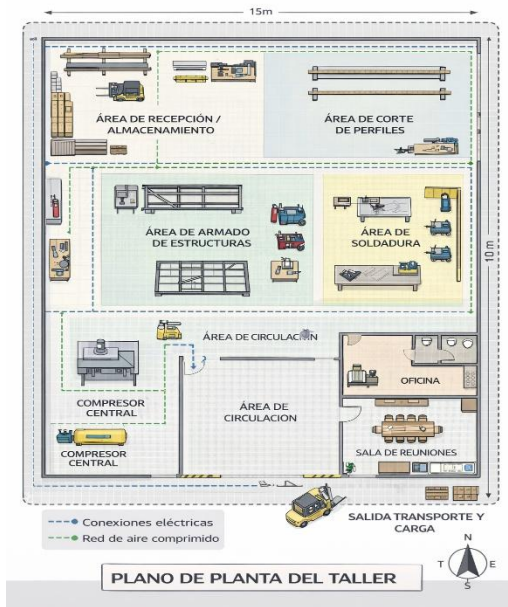 15m
ÁREA DE RECEPCIÓN /
ALMACENAMIENTO
ÁREA DE CORTE
DE PERFILES
10 m
ÁREA DE ARMADO
DE ESTRUCTURAS
ÁREA DE
SOLDADURA
ÁREA DE CIRCULACIÓN
COMPRESOR
CENTRAL
ÁREA DE
CIRCULACION
OFICINA
COMPRESOR
CENTRAL
SALA DE REUNIONES
SALIDA TRANSPORTE Y
CARGA
Conexiones eléctricas
Red de aire comprimido
PLANO DE PLANTA DEL TALLER
N
T
E
S